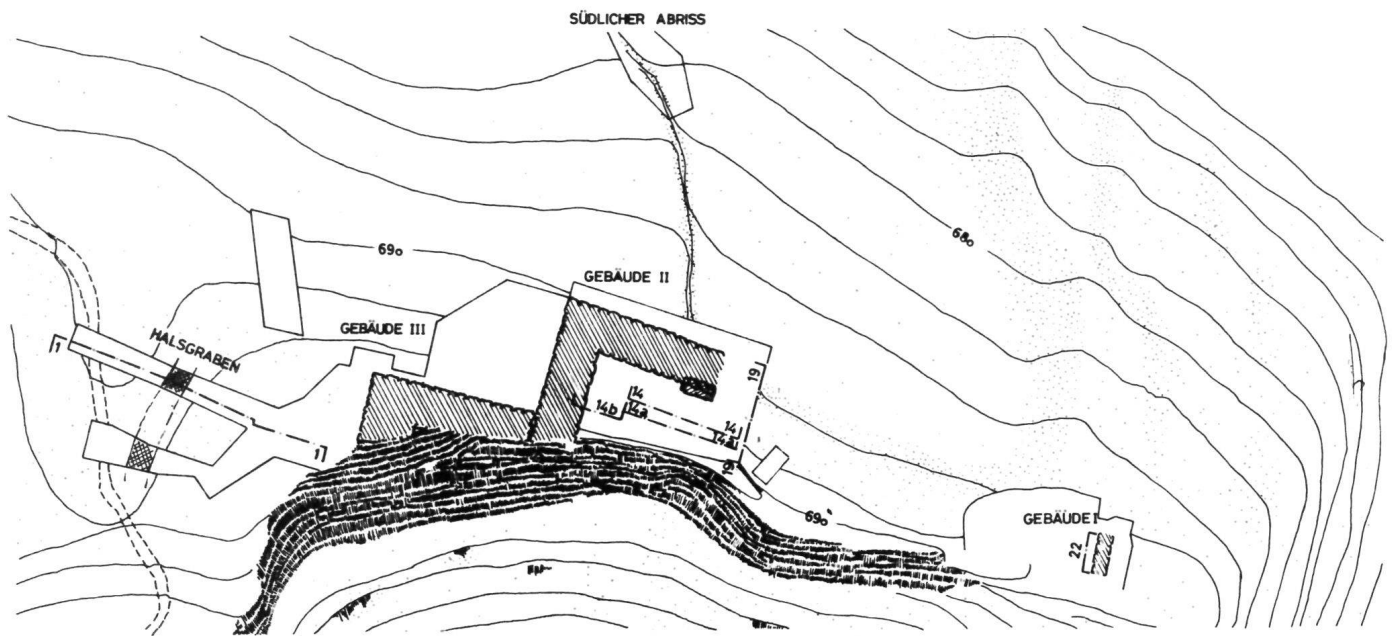 SÜDLICHER ABRISS
690
680
GEBÄUDE II
GEBÄUDE III
HALSGRABEN
1
19
14
14b
14a
14
14a
1
19
690
GEBÄUDE I
22